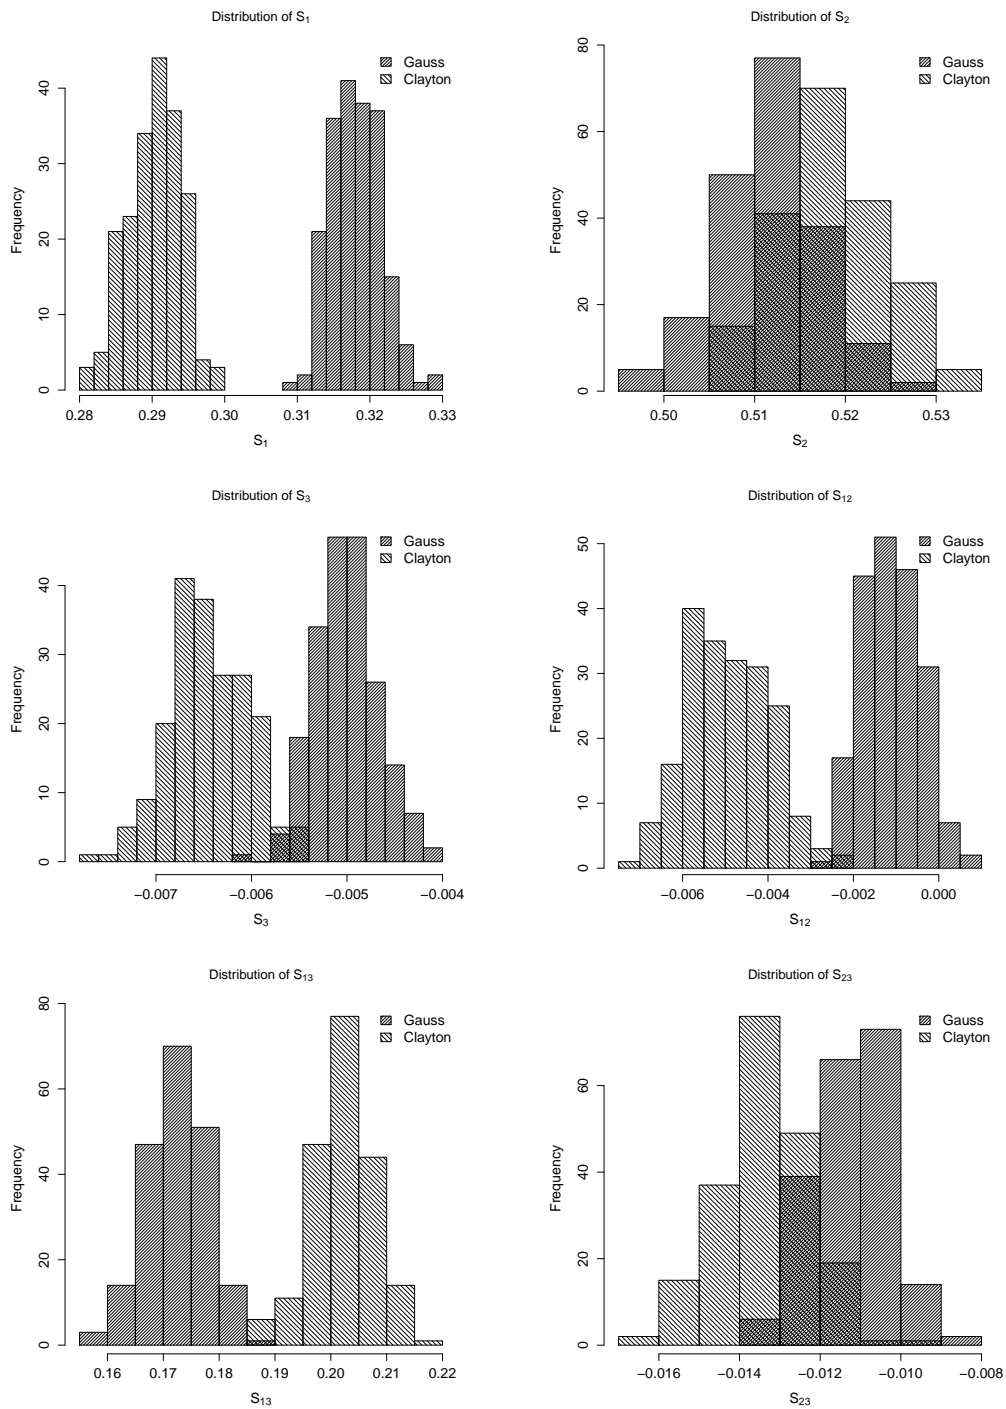 Distribution of S₁
Gauss
Clayton
Frequency
0 10 20 30 40
0.28 0.29 0.30 0.31 0.32 0.33
S₁
Distribution of S₂
Gauss
Clayton
Frequency
0 20 40 60 80
0.50 0.51 0.52 0.53
S₂
Distribution of S₃
Gauss
Clayton
Frequency
0 10 20 30 40
−0.007 −0.006 −0.005 −0.004
S₃
Distribution of S₁₂
Gauss
Clayton
Frequency
0 10 20 30 40 50
−0.006 −0.004 −0.002 0.000
S₁₂
Distribution of S₁₃
Gauss
Clayton
Frequency
0 20 40 60 80
0.16 0.17 0.18 0.19 0.20 0.21 0.22
S₁₃
Distribution of S₂₃
Gauss
Clayton
Frequency
0 20 40 60
−0.016 −0.014 −0.012 −0.010 −0.008
S₂₃